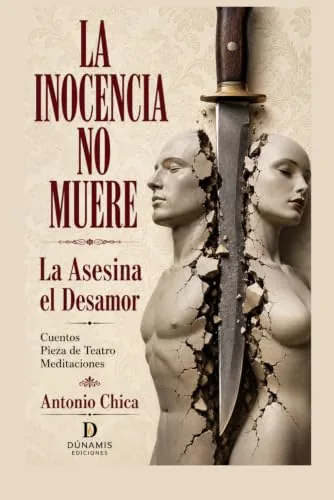 LA
INOCENCIA
NO
MUERE
La Asesina
el Desamor
Cuentos
Pieza de Teatro
Meditaciones
Antonio Chica
D
DÚNAMIS
EDICIONES